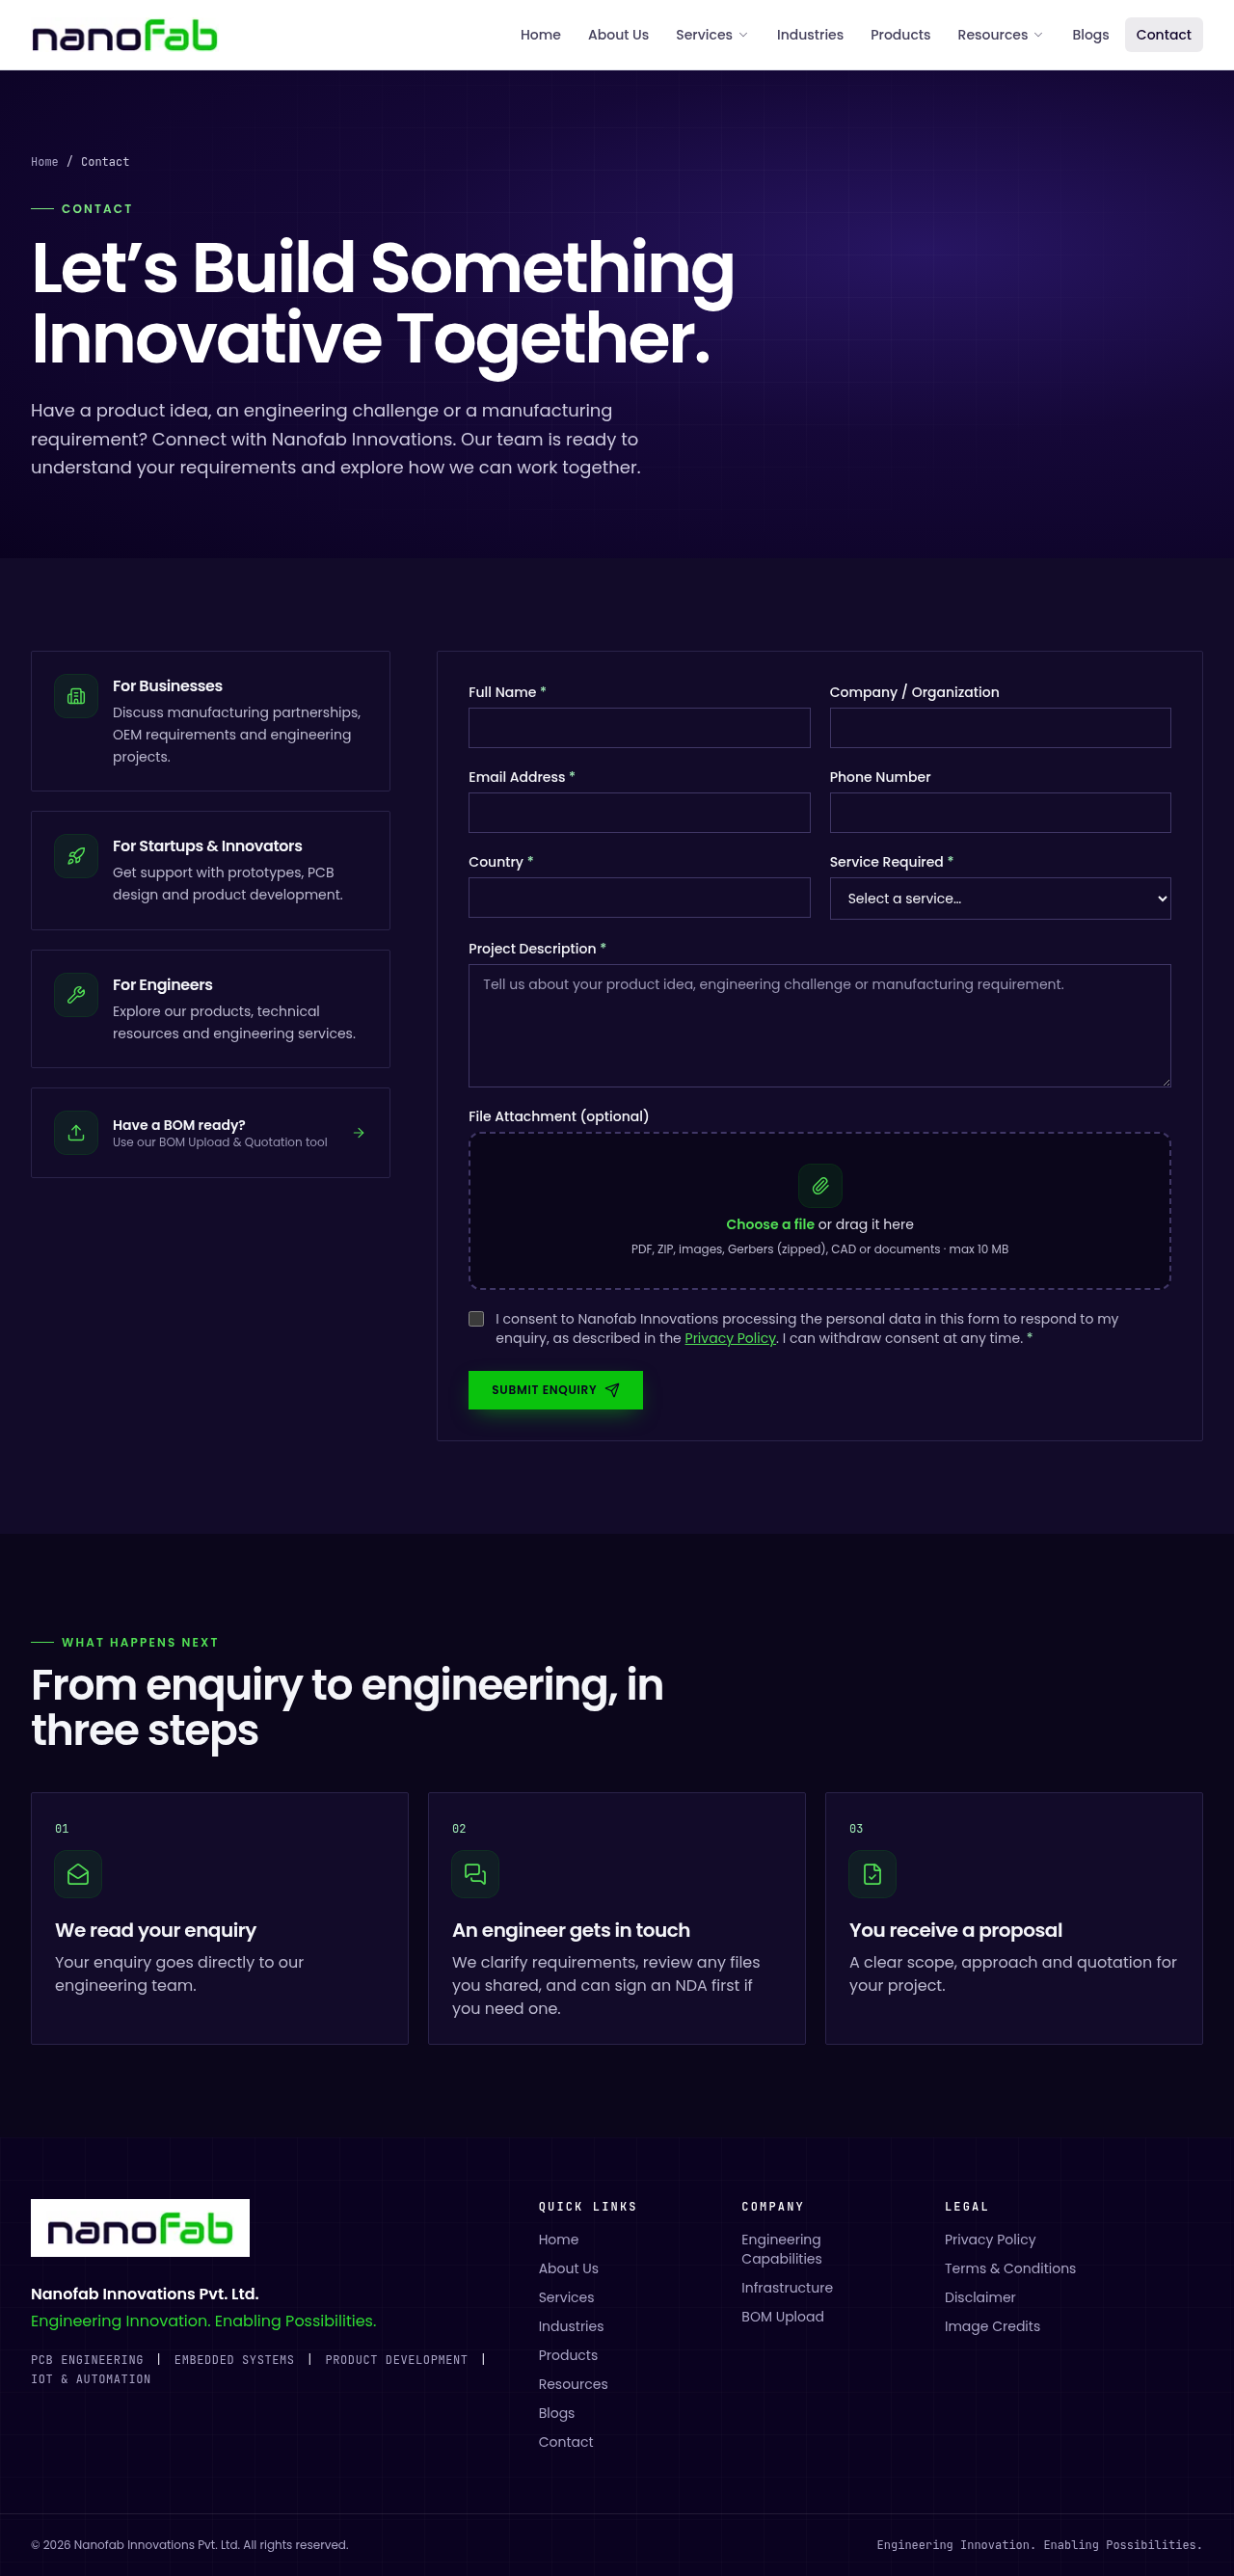 nanoFab
Home
About Us
Services
Industries
Products
Resources
Blogs
Contact
Home / Contact
CONTACT
Let’s Build Something
Innovative Together.
Have a product idea, an engineering challenge or a manufacturing
requirement? Connect with Nanofab Innovations. Our team is ready to
understand your requirements and explore how we can work together.
For Businesses
Discuss manufacturing partnerships,
OEM requirements and engineering
projects.
For Startups & Innovators
Get support with prototypes, PCB
design and product development.
For Engineers
Explore our products, technical
resources and engineering services.
Have a BOM ready?
Use our BOM Upload & Quotation tool
Full Name *
Company / Organization
Email Address *
Phone Number
Country *
Service Required *
Select a service…
Project Description *
Tell us about your product idea, engineering challenge or manufacturing requirement.
File Attachment (optional)
Choose a file or drag it here
PDF, ZIP, images, Gerbers (zipped), CAD or documents · max 10 MB
I consent to Nanofab Innovations processing the personal data in this form to respond to my
enquiry, as described in the Privacy Policy. I can withdraw consent at any time. *
SUBMIT ENQUIRY
WHAT HAPPENS NEXT
From enquiry to engineering, in
three steps
01
We read your enquiry
Your enquiry goes directly to our
engineering team.
02
An engineer gets in touch
We clarify requirements, review any files
you shared, and can sign an NDA first if
you need one.
03
You receive a proposal
A clear scope, approach and quotation for
your project.
nanoFab
Nanofab Innovations Pvt. Ltd.
Engineering Innovation. Enabling Possibilities.
PCB ENGINEERING | EMBEDDED SYSTEMS | PRODUCT DEVELOPMENT |
IOT & AUTOMATION
QUICK LINKS
Home
About Us
Services
Industries
Products
Resources
Blogs
Contact
COMPANY
Engineering
Capabilities
Infrastructure
BOM Upload
LEGAL
Privacy Policy
Terms & Conditions
Disclaimer
Image Credits
© 2026 Nanofab Innovations Pvt. Ltd. All rights reserved.
Engineering Innovation. Enabling Possibilities.